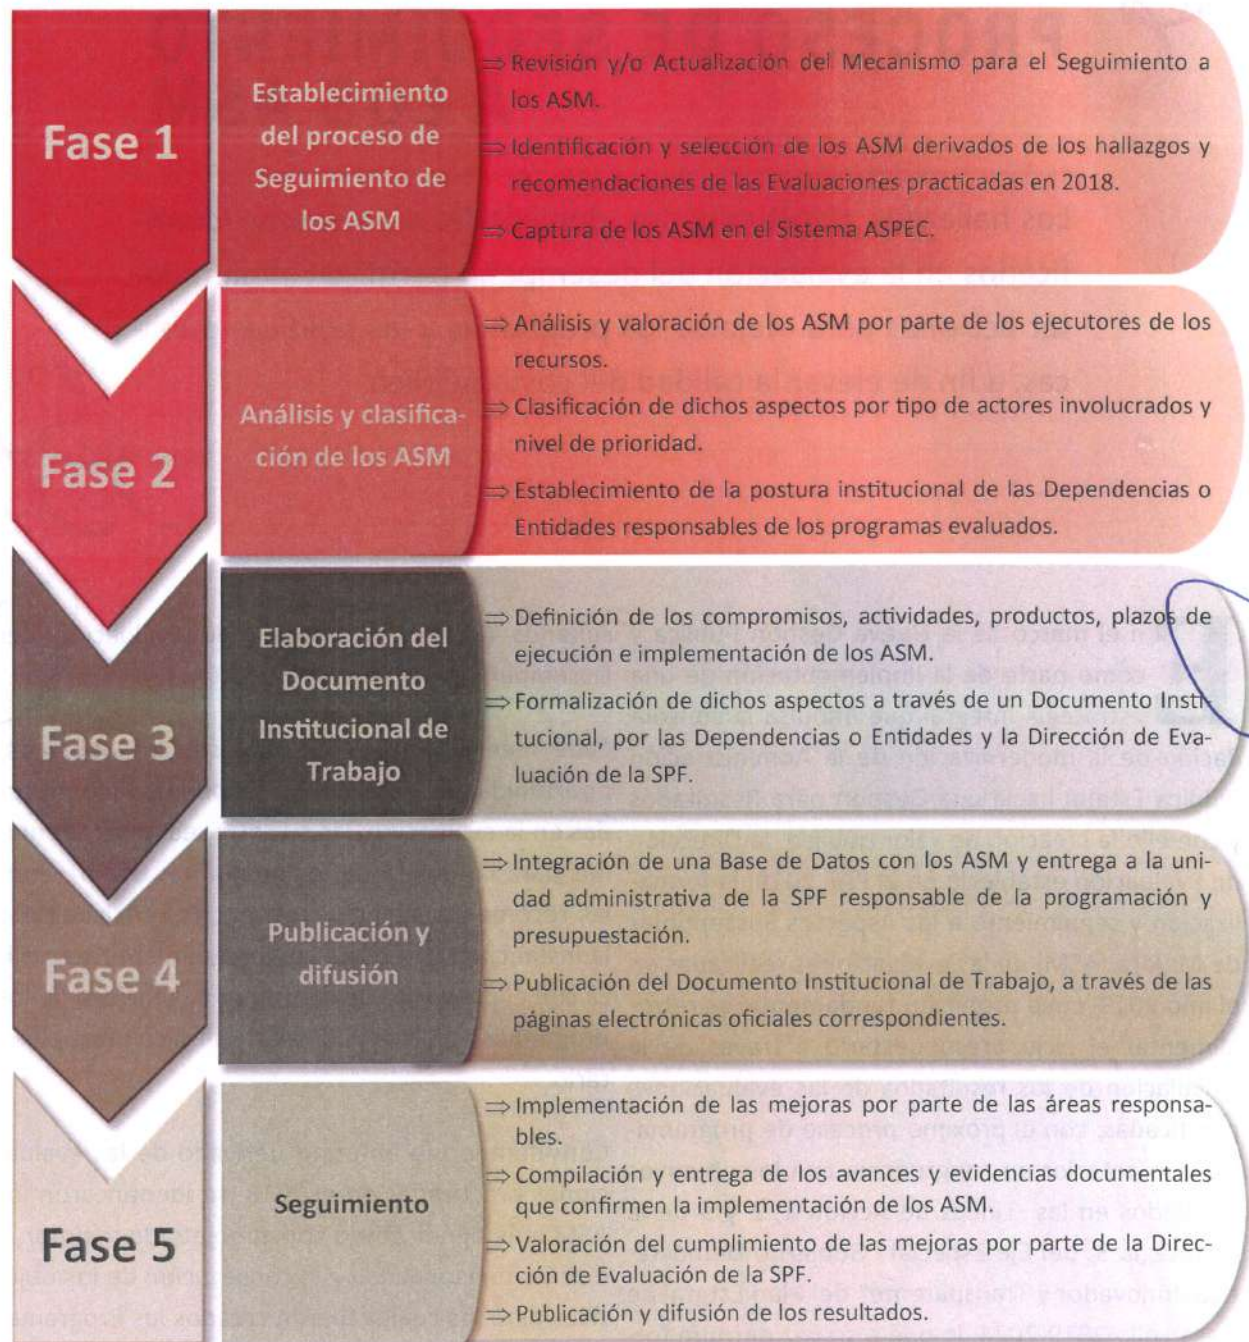 Fase 1
Establecimiento
del proceso de
Seguimiento de
los ASM
⇒ Revisión y/o Actualización del Mecanismo para el Seguimiento a
los ASM.
⇒ Identificación y selección de los ASM derivados de los hallazgos y
recomendaciones de las Evaluaciones practicadas en 2018.
⇒ Captura de los ASM en el Sistema ASPEC.
Fase 2
Análisis y clasifica-
ción de los ASM
⇒ Análisis y valoración de los ASM por parte de los ejecutores de los
recursos.
⇒ Clasificación de dichos aspectos por tipo de actores involucrados y
nivel de prioridad.
⇒ Establecimiento de la postura institucional de las Dependencias o
Entidades responsables de los programas evaluados.
Fase 3
Elaboración del
Documento
Institucional de
Trabajo
⇒ Definición de los compromisos, actividades, productos, plazos de
ejecución e implementación de los ASM.
⇒ Formalización de dichos aspectos a través de un Documento Insti-
tucional, por las Dependencias o Entidades y la Dirección de Eva-
luación de la SPF.
Fase 4
Publicación y
difusión
⇒ Integración de una Base de Datos con los ASM y entrega a la uni-
dad administrativa de la SPF responsable de la programación y
presupuestación.
⇒ Publicación del Documento Institucional de Trabajo, a través de las
páginas electrónicas oficiales correspondientes.
Fase 5
Seguimiento
⇒ Implementación de las mejoras por parte de las áreas responsa-
bles.
⇒ Compilación y entrega de los avances y evidencias documentales
que confirmen la implementación de los ASM.
⇒ Valoración del cumplimiento de las mejoras por parte de la Direc-
ción de Evaluación de la SPF.
⇒ Publicación y difusión de los resultados.